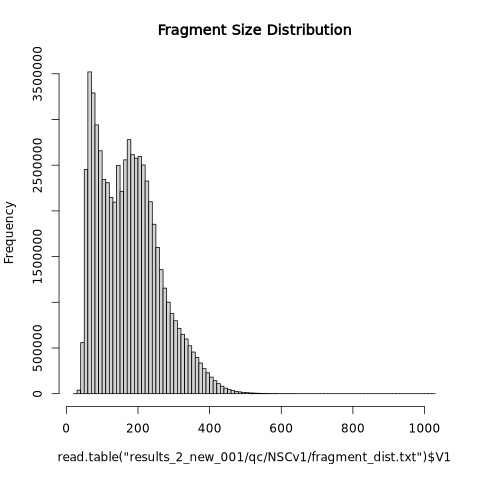 Fragment Size Distribution
3500000
2500000
1500000
500000
0
Frequency
0 200 400 600 800 1000
read.table("results_2_new_001/qc/NSCv1/fragment_dist.txt")$V1